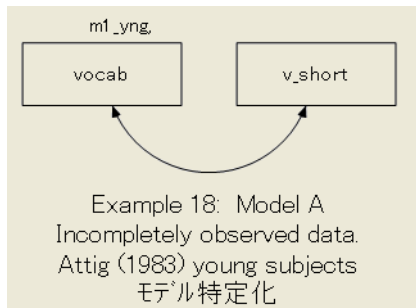 m1_yng,
vocab
v_short
Example 18: Model A
Incompletely observed data.
Attig (1983) young subjects
モデル特定化